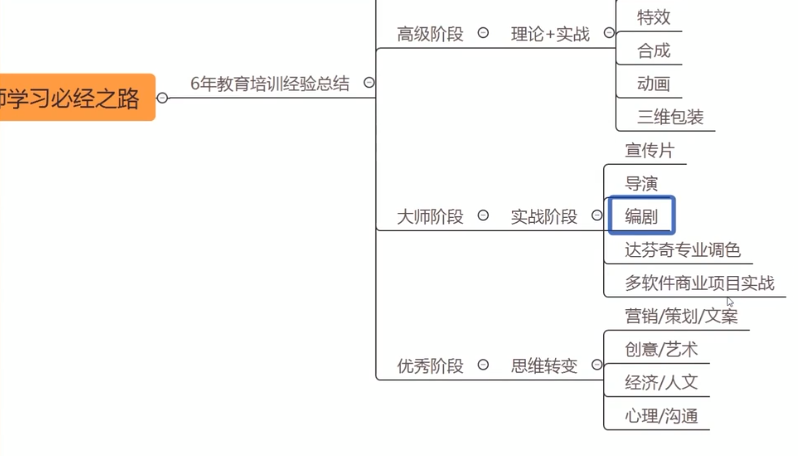 特效
高级阶段 理论+实战
合成
6年教育培训经验总结
动画
师学习必经之路
三维包装
宣传片
导演
大师阶段 实战阶段 编剧
达芬奇专业调色
多软件商业项目实战
营销/策划/文案
创意/艺术
优秀阶段 思维转变
经济/人文
心理/沟通